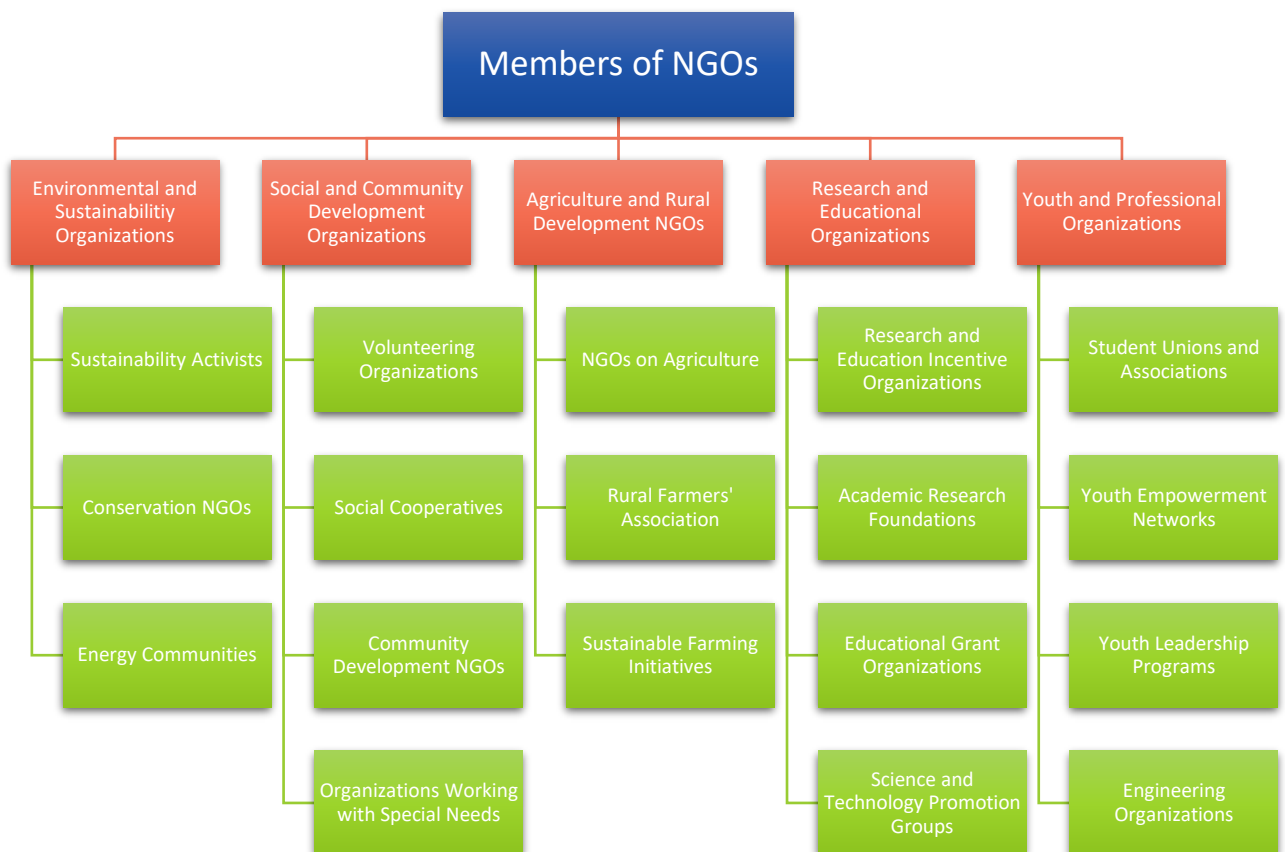 Members of NGOs
Environmental and
Sustainabilitiy
Organizations
Sustainability Activists
Conservation NGOs
Energy Communities
Social and Community
Development
Organizations
Volunteering
Organizations
Social Cooperatives
Community
Development NGOs
Organizations Working
with Special Needs
Agriculture and Rural
Development NGOs
NGOs on Agriculture
Rural Farmers'
Association
Sustainable Farming
Initiatives
Research and
Educational
Organizations
Research and
Education Incentive
Organizations
Academic Research
Foundations
Educational Grant
Organizations
Science and
Technology Promotion
Groups
Youth and Professional
Organizations
Student Unions and
Associations
Youth Empowerment
Networks
Youth Leadership
Programs
Engineering
Organizations